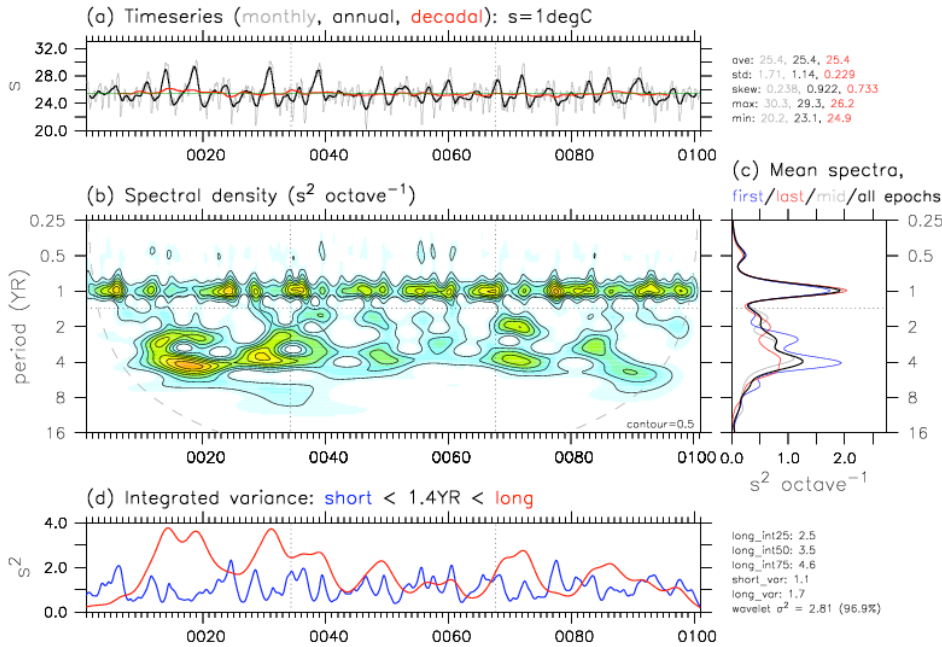 (a) Timeseries (monthly, annual, decadal): s=1degC
s
32.0
28.0
24.0
20.0
0020 0040 0060 0080 0100
ave: 25.4, 25.4, 25.4
std: 1.71, 1.14, 0.229
skew: 0.238, 0.922, 0.733
max: 30.3, 29.3, 26.2
min: 20.2, 23.1, 24.9
(b) Spectral density (s² octave⁻¹)
period (YR)
0.25
0.5
1
2
4
8
16
contour=0.5
0020 0040 0060 0080 0100
(c) Mean spectra,
first/last/mid/all epochs
0.25
0.5
1
2
4
8
16
0.0 1.0 2.0
s² octave⁻¹
(d) Integrated variance: short < 1.4YR < long
s²
4.0
2.0
0.0
0020 0040 0060 0080 0100
long_int25: 2.5
long_int50: 3.5
long_int75: 4.6
short_var: 1.1
long_var: 1.7
wavelet σ² = 2.81 (96.9%)